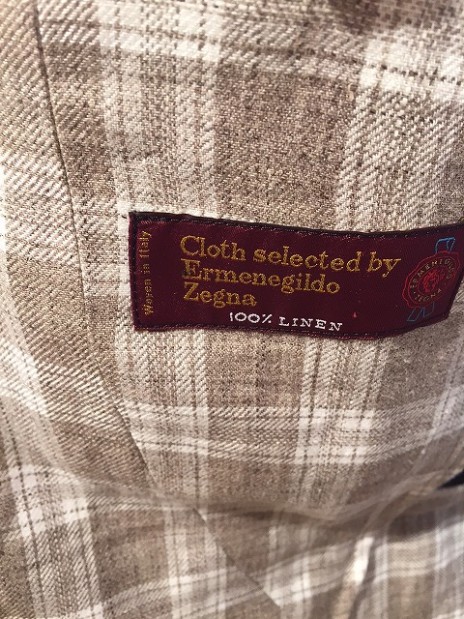 Woven in Italy
Cloth selected by
Ermenegildo
Zegna
100% LINEN